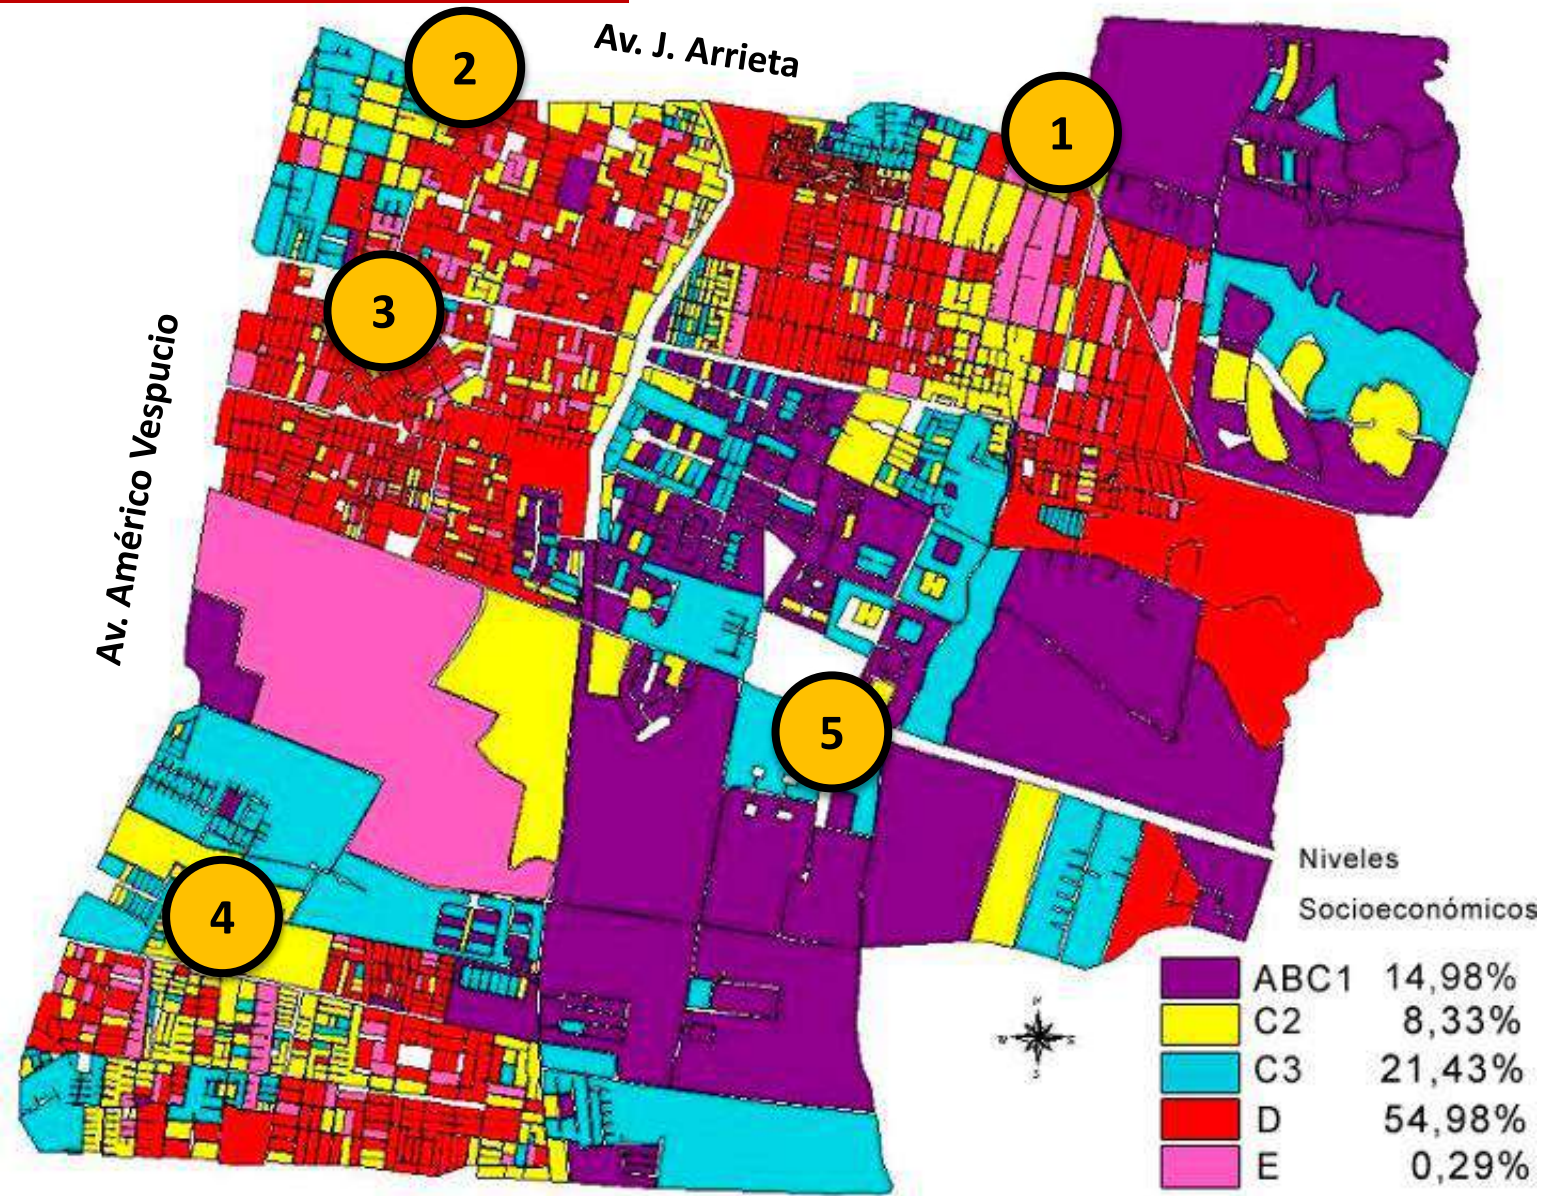 Av. J. Arrieta
2
1
3
Av. Américo Vespucio
5
4
Niveles
Socioeconómicos
ABC1 14,98%
C2 8,33%
C3 21,43%
D 54,98%
E 0,29%